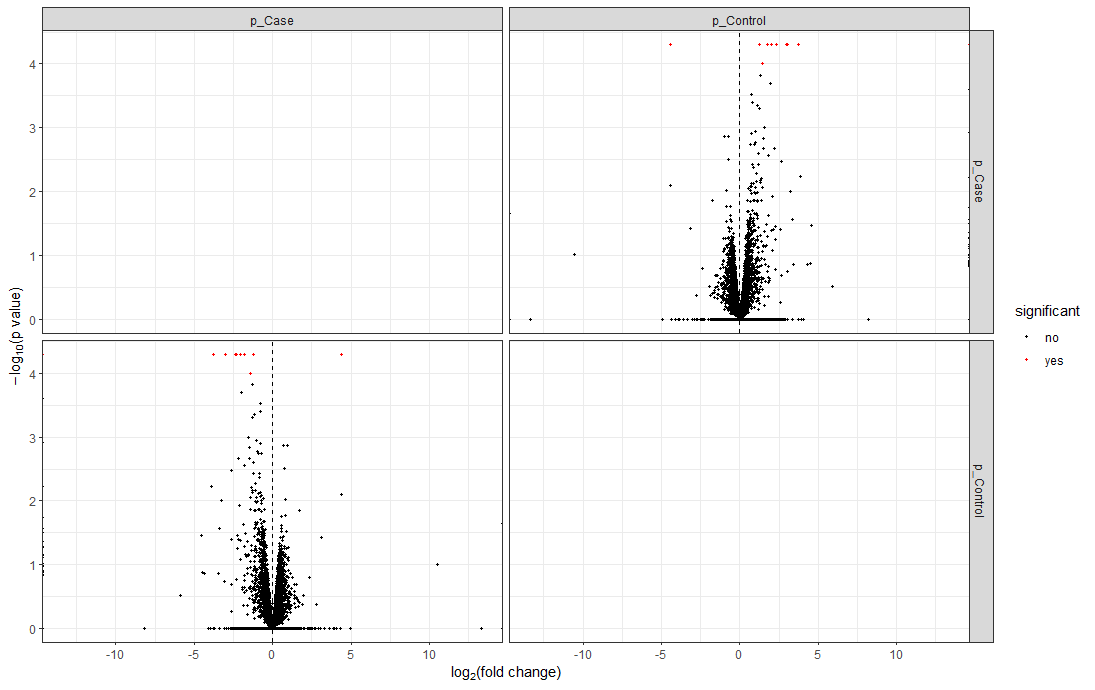 p_Case
p_Control
4
3
2
1
0
p_Case
4
3
2
1
0
p_Control
−log10(p value)
-10
-5
0
5
10
-10
-5
0
5
10
log2(fold change)
significant
no
yes